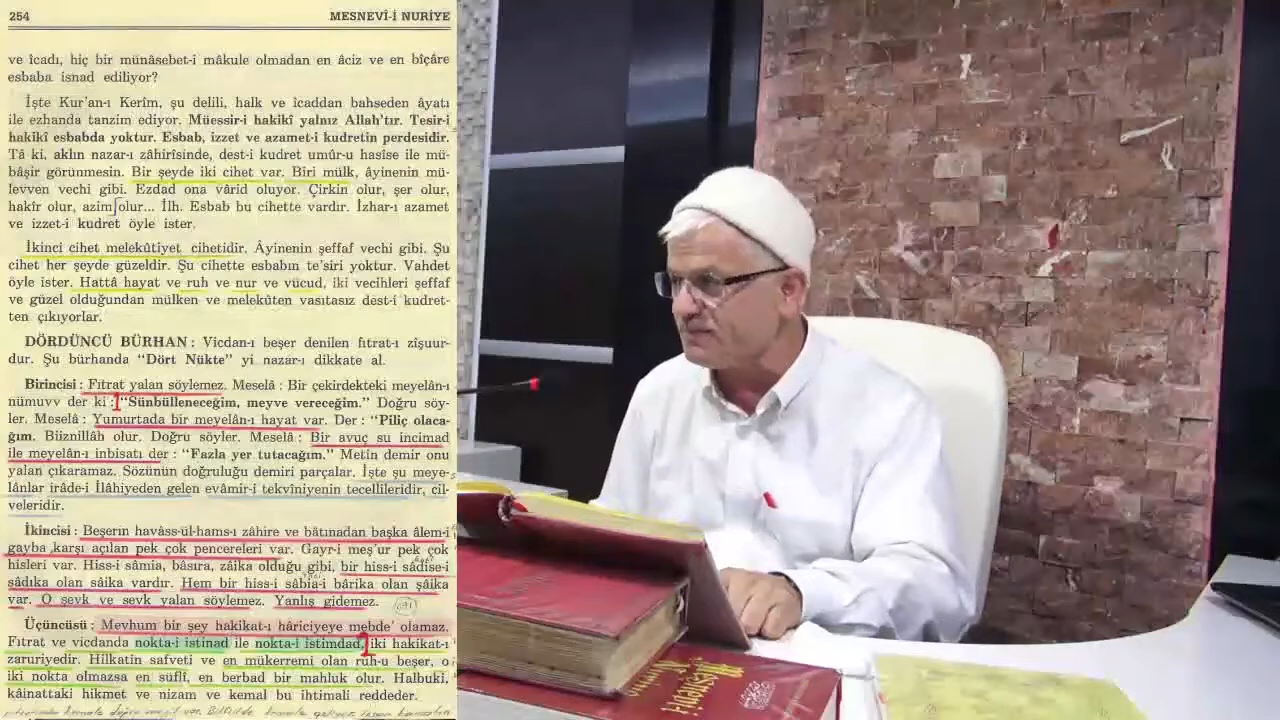 254 MESNEVÎ-İ NURİYE
ve îcadı, hiç bir münâsebet-i mâkule olmadan en âciz ve en bîçâre
esbaba isnad ediliyor?
İşte Kur'an-ı Kerîm, şu delili, halk ve îcaddan bahseden âyatı
ile ezhanda tanzim ediyor. Müessir-i hakikî yalnız Allah'tır. Tesir-i
hakikî esbabda yoktur. Esbab, izzet ve azamet-i kudretin perdesidir.
Tâ ki, aklın nazar-ı zâhirîsinde, dest-i kudret umûr-u hasise ile mü-
bâşir görünmesin. Bir şeyde iki cihet var. Biri mülk, âyinenin mü-
levven vechi gibi. Ezdad ona vârid oluyor. Çirkin olur, şer olur,
hakîr olur, azim olur... İlh. Esbab bu cihette vardır. İzhar-ı azamet
ve izzet-i kudret öyle ister.
İkinci cihet melekûtiyet cihetidir. Âyinenin şeffaf vechi gibi. Şu
cihet her şeyde güzeldir. Şu cihette esbabın te'siri yoktur. Vahdet
öyle ister. Hattâ hayat ve ruh ve nur ve vücud, iki vecihleri şeffaf
ve güzel olduğundan mülken ve melekûten vasıtasız dest-i kudret-
ten çıkıyorlar.
DÖRDÜNCÜ BÜRHAN : Vicdan-ı beşer denilen fıtrat-ı zîşuur-
dur. Şu bürhanda "Dört Nükte" yi nazar-ı dikkate al.
Birincisi : Fıtrat yalan söylemez. Meselâ : Bir çekirdekteki meyelân-ı
nümuvv der ki : "Sünbülleneceğim, meyve vereceğim." Doğru söy-
ler. Meselâ : Yumurtada bir meyelân-ı hayat var. Der : "Piliç olaca-
ğım. Biiznillâh olur. Doğru söyler. Meselâ : Bir avuç su incimad
ile meyelân-ı inbisatı der : "Fazla yer tutacağım." Metin demir onu
yalan çıkaramaz. Sözünün doğruluğu demiri parçalar. İşte şu meye-
lânlar irâde-i İlâhiyeden gelen evâmir-i tekvîniyenin tecellileridir, cil-
veleridir.
İkincisi : Beşerin havâss-ül-hams-ı zâhire ve bâtınadan başka âlem-i
gayba karşı açılan pek çok pencereleri var. Gayr-i meş'ur pek çok
hisleri var. Hiss-i sâmia, bâsıra, zâika olduğu gibi, bir hiss-i sâdise-i
sâdıka olan sâika vardır. Hem bir hiss-i sâbia-i bârika olan şâika
var. O şevk ve sevk yalan söylemez. Yanlış gidemez.
Üçüncüsü : Mevhum bir şey hakikat-ı hâriciyeye mebde' olamaz.
Fıtrat ve vicdanda nokta-i istinad ile nokta-i istimdad, iki hakikat-ı
zaruriyedir. Hilkatin safveti ve en mükerremi olan ruh-u beşer, o
iki nokta olmazsa en süflî, en berbad bir mahluk olur. Halbuki,
kâinattaki hikmet ve nizam ve kemal bu ihtimali reddeder.
Mesnevî-i